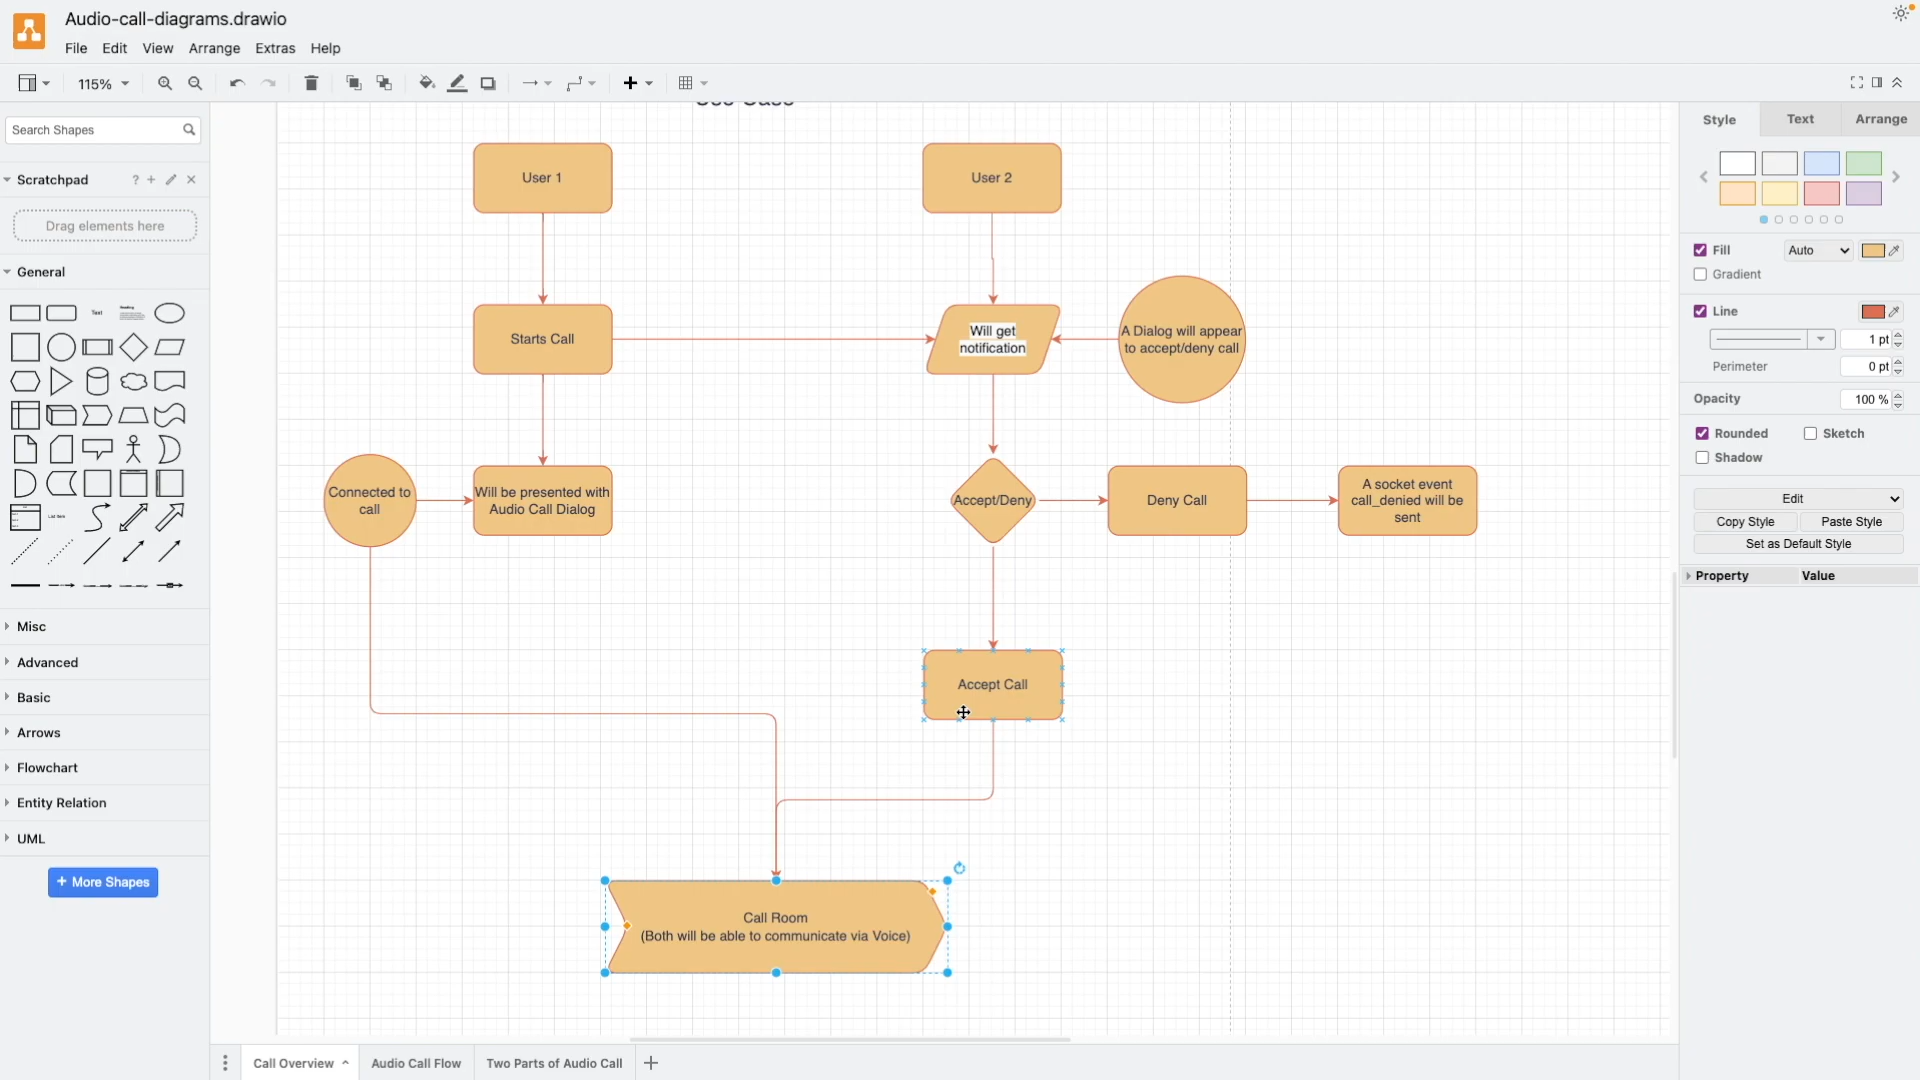 Audio-call-diagrams.drawio
File Edit View Arrange Extras Help
115%
Search Shapes
Scratchpad
?
Drag elements here
General
Text
Heading
List Item
Misc
Advanced
Basic
Arrows
Flowchart
Entity Relation
UML
+ More Shapes
User 1
User 2
Starts Call
Will get
notification
A Dialog will appear
to accept/deny call
Connected to
call
Will be presented with
Audio Call Dialog
Accept/Deny
Deny Call
A socket event
call_denied will be
sent
Accept Call
Call Room
(Both will be able to communicate via Voice)
Call Overview
Audio Call Flow
Two Parts of Audio Call
Style Text Arrange
Fill Auto
Gradient
Line
1 pt
Perimeter 0 pt
Opacity 100 %
Rounded Sketch
Shadow
Edit
Copy Style Paste Style
Set as Default Style
Property Value